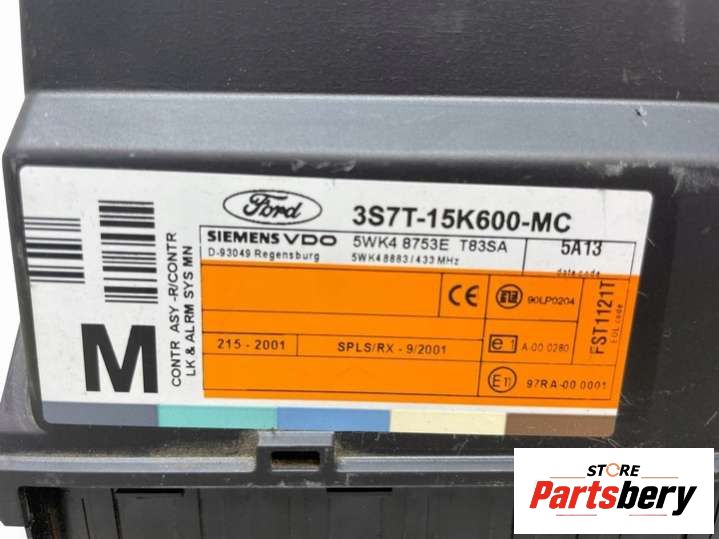 Ford
3S7T-15K600-MC
SIEMENS VDO
5WK4 8753E T83SA
5A13
D-93049 Regensburg
5WK48883/433MHz
date code
CONTR ASY -R/CONTR
LK & ALRM SYS MN
M
CE
90LP0204
FST1121T
EOL code
215 - 2001
SPLS/RX - 9/2001
e1
A-00 0280
E11
97RA-00 0001
STORE
Partsbery